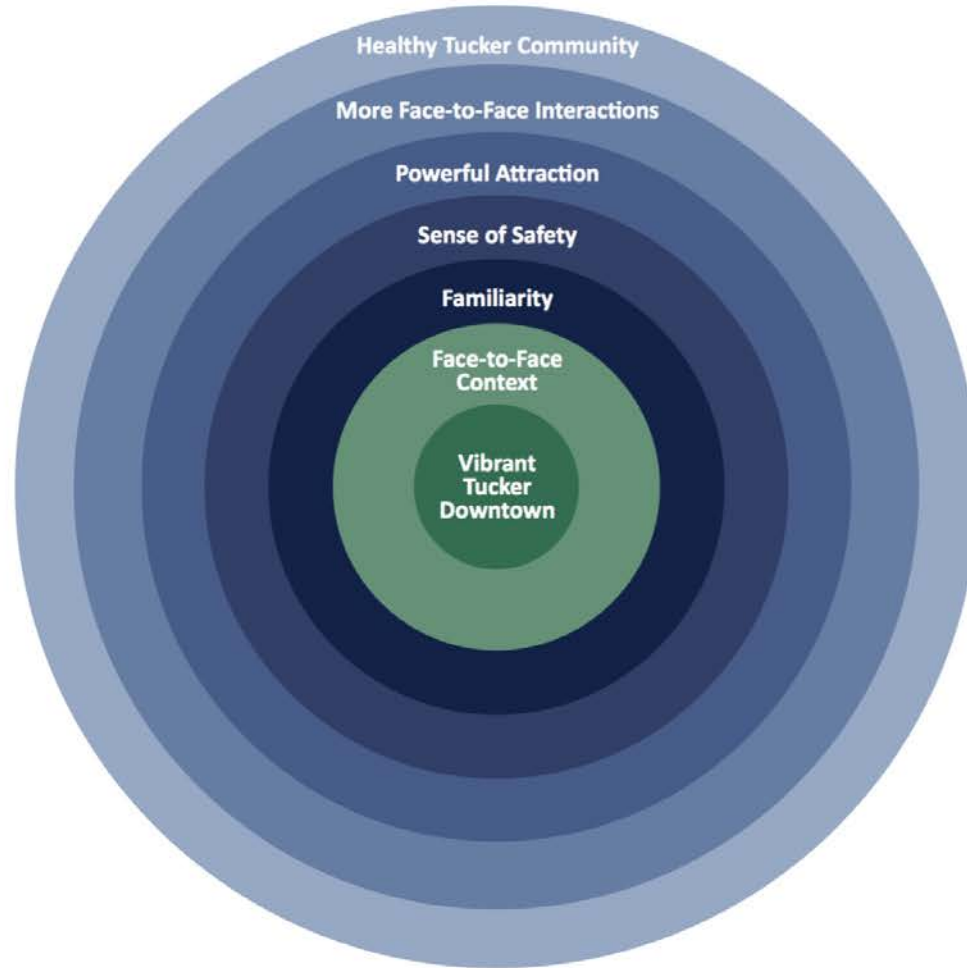 Healthy Tucker Community
More Face-to-Face Interactions
Powerful Attraction
Sense of Safety
Familiarity
Face-to-Face
Context
Vibrant
Tucker
Downtown